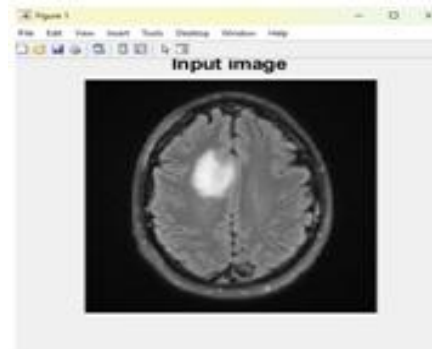 Figure 1
File Edit View Insert Tools Desktop Window Help
Input image